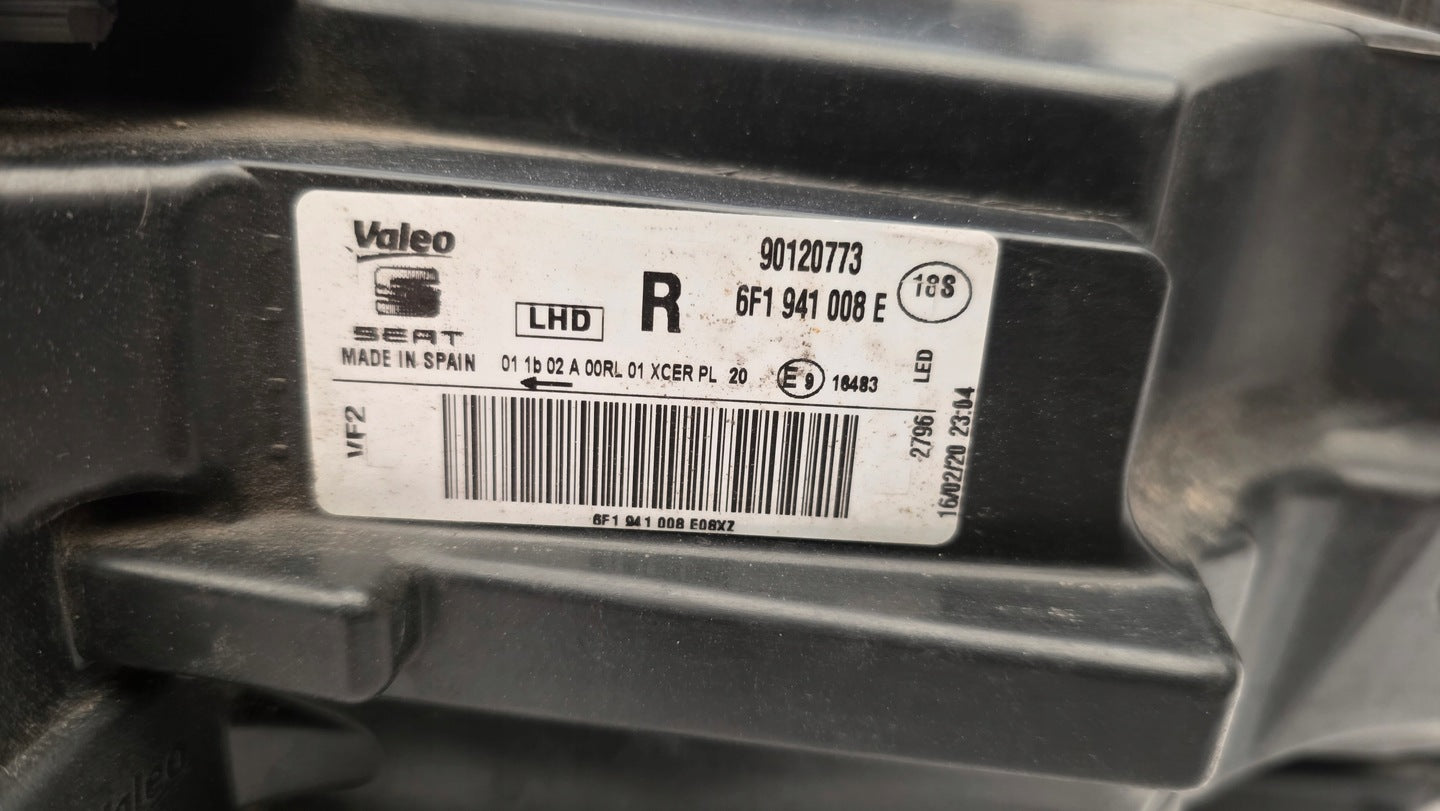 Valeo
SEAT
MADE IN SPAIN
LHD
R
90120773
6F1 941 008 E
18S
01 1b 02 A 00RL 01 XCER PL 20
E9 16483
LED
VF2
2796
16/02/20 23:04
6F1 941 008 E08XZ
Valeo